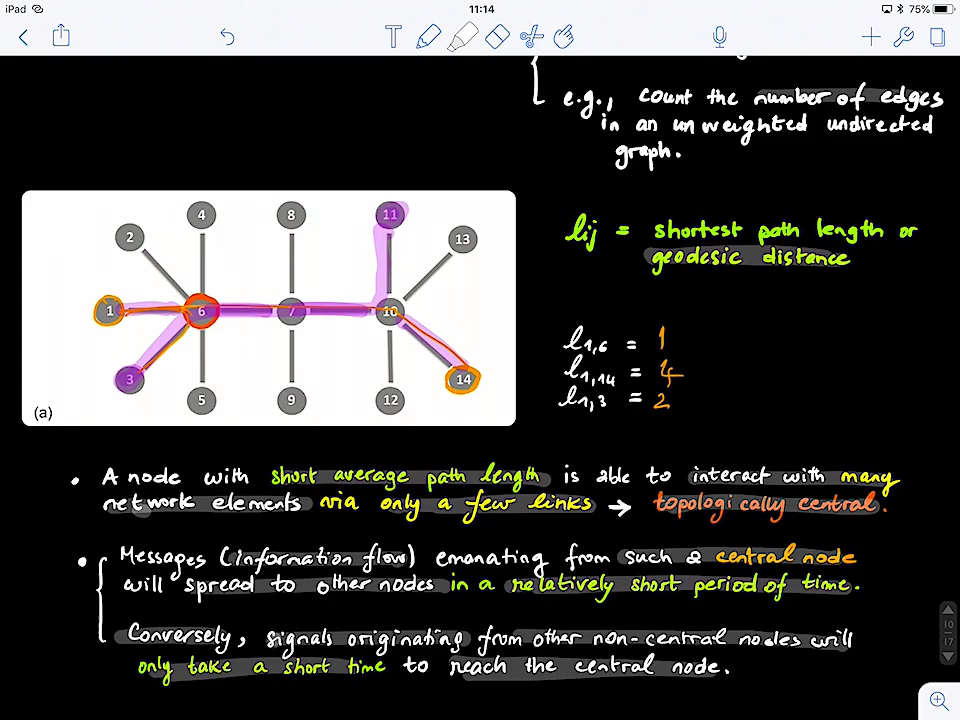 iPad
11:14
75%
e.g., count the number of edges
in an unweighted undirected
graph.
4
8
11
2
13
1
6
7
10
3
14
5
9
12
(a)
lij = shortest path length or
geodesic distance
l1,6 = 1
l1,14 = 4
l1,3 = 2
• A node with short average path length is able to interact with many
network elements via only a few links → topologically central.
• Messages (information flow) emanating from such a central node
will spread to other nodes in a relatively short period of time.
Conversely, signals originating from other non-central nodes will
only take a short time to reach the central node.
10
17